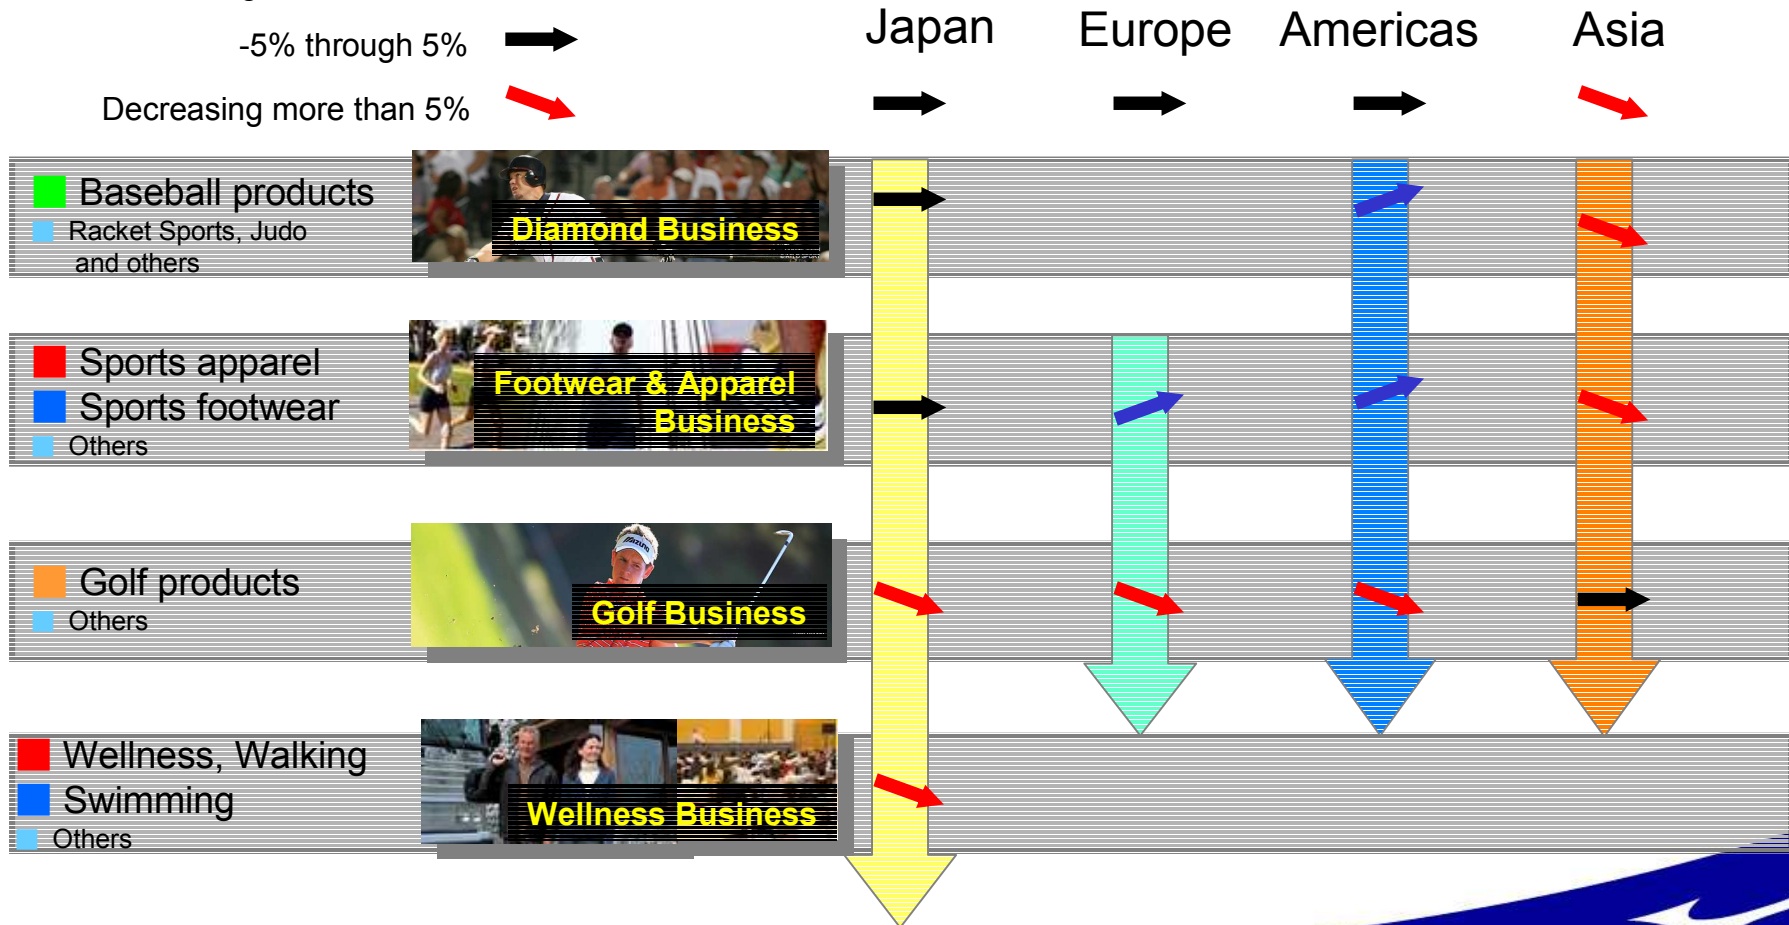 Japan Europe Americas Asia
-5% through 5%
Decreasing more than 5%
Baseball products
Racket Sports, Judo
and others
Diamond Business
Sports apparel
Sports footwear
Others
Footwear & Apparel
Business
Golf products
Others
Golf Business
Wellness, Walking
Swimming
Others
Wellness Business